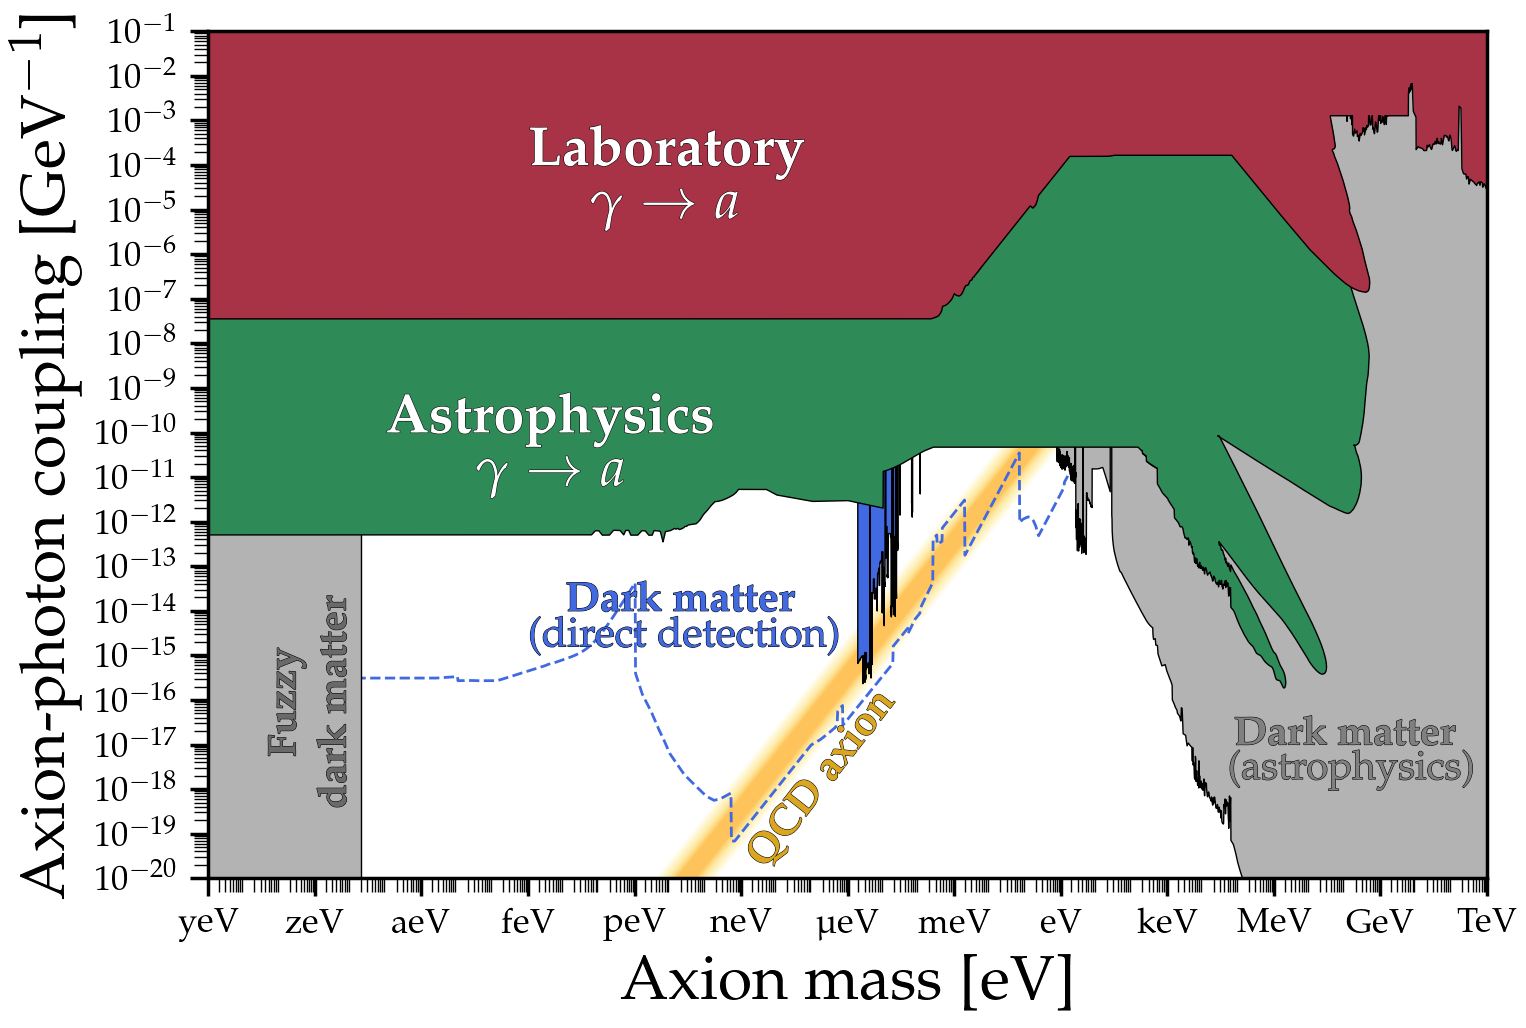 Axion-photon coupling [GeV⁻¹]
10⁻¹
10⁻²
10⁻³
10⁻⁴
10⁻⁵
10⁻⁶
10⁻⁷
10⁻⁸
10⁻⁹
10⁻¹⁰
10⁻¹¹
10⁻¹²
10⁻¹³
10⁻¹⁴
10⁻¹⁵
10⁻¹⁶
10⁻¹⁷
10⁻¹⁸
10⁻¹⁹
10⁻²⁰
Laboratory
γ → a
Astrophysics
γ → a
Dark matter
(direct detection)
Fuzzy
dark matter
QCD axion
Dark matter
(astrophysics)
yeV zeV aeV feV peV neV µeV meV eV keV MeV GeV TeV
Axion mass [eV]